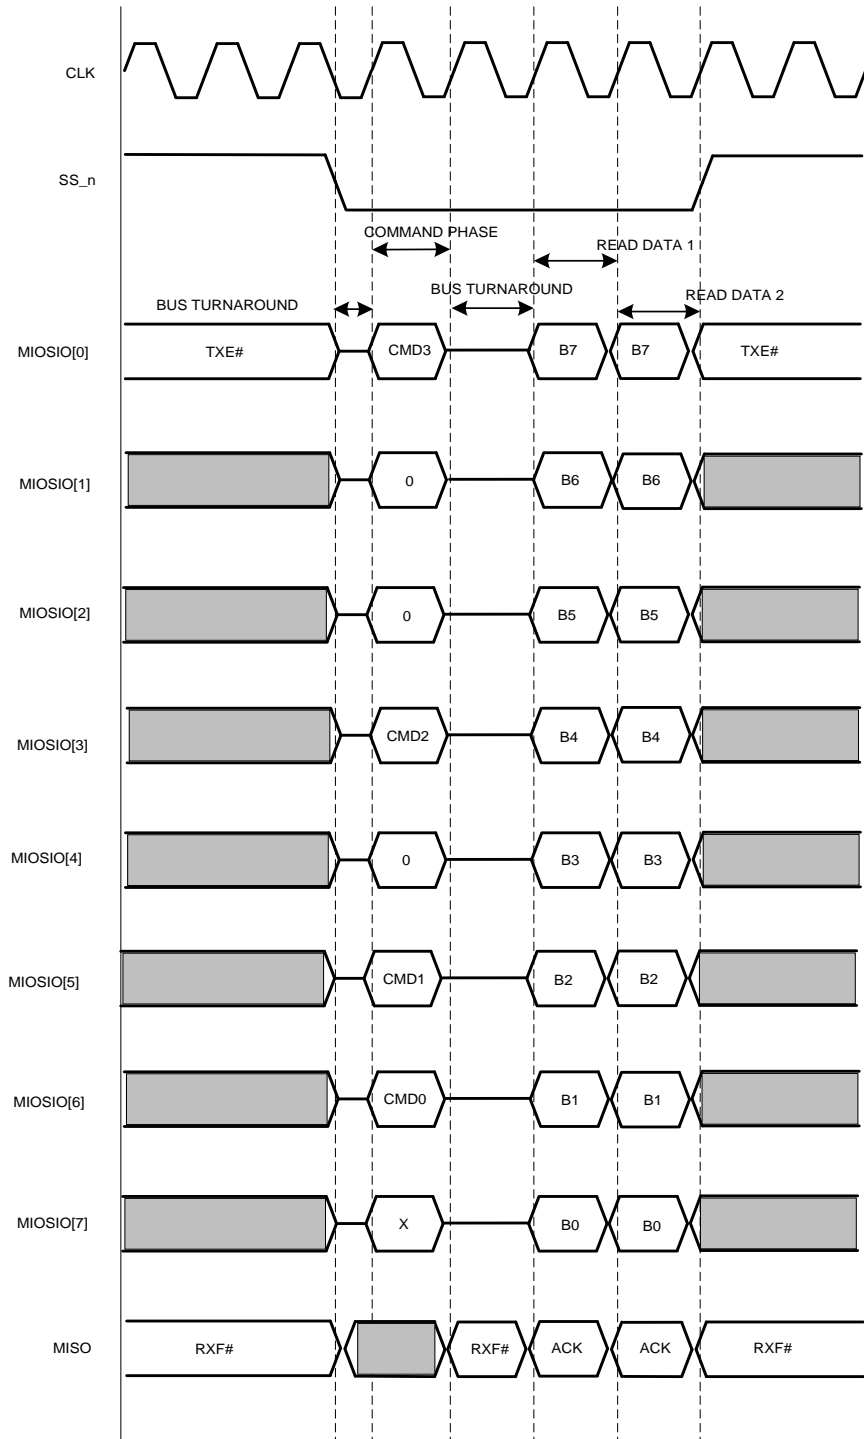 CLK
SS_n
COMMAND PHASE
READ DATA 1
BUS TURNAROUND
BUS TURNAROUND
READ DATA 2
MIOSIO[0]
TXE#
CMD3
B7
B7
TXE#
MIOSIO[1]
0
B6
B6
MIOSIO[2]
0
B5
B5
MIOSIO[3]
CMD2
B4
B4
MIOSIO[4]
0
B3
B3
MIOSIO[5]
CMD1
B2
B2
MIOSIO[6]
CMD0
B1
B1
MIOSIO[7]
X
B0
B0
MISO
RXF#
RXF#
ACK
ACK
RXF#